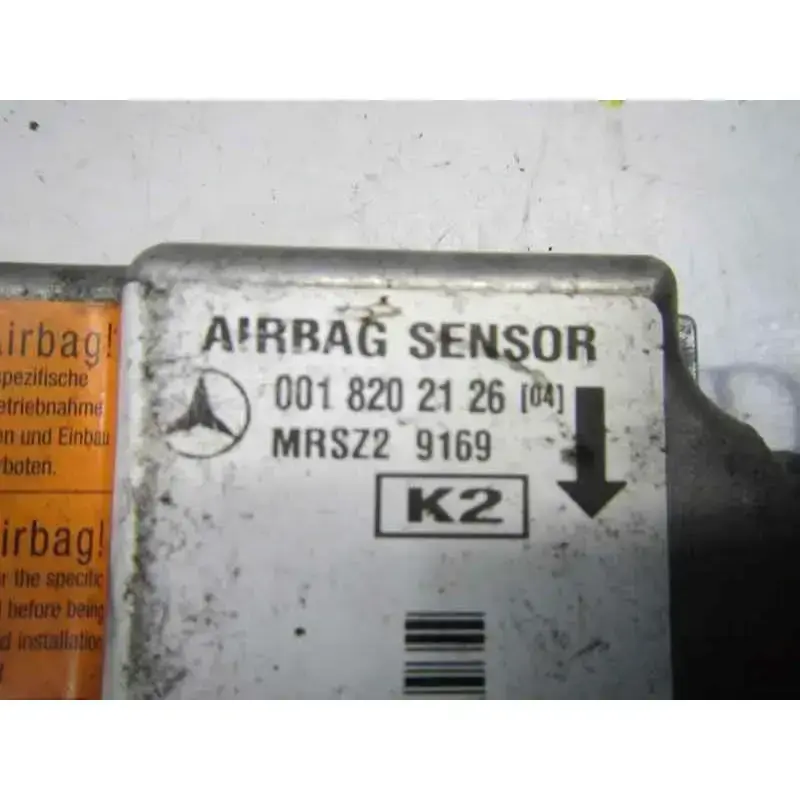 AIRBAG SENSOR
001 820 21 26 [04]
MRSZ2 9169
K2
Airbag!
spezifische
etriebnahme
en und Einbau
rboten.
irbag!
r the specific
before being
d installation